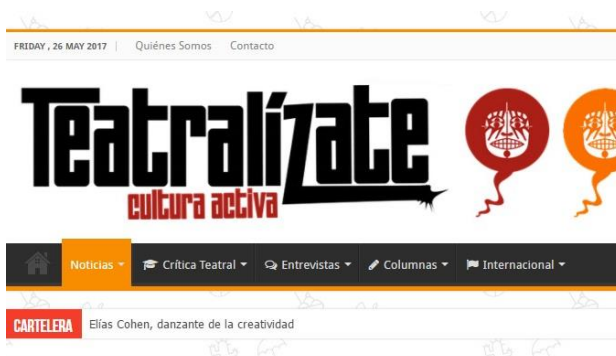 FRIDAY , 26 MAY 2017 Quiénes Somos Contacto
Teatralízate
cultura activa
Noticias Crítica Teatral Entrevistas Columnas Internacional
CARTELERA Elías Cohen, danzante de la creatividad